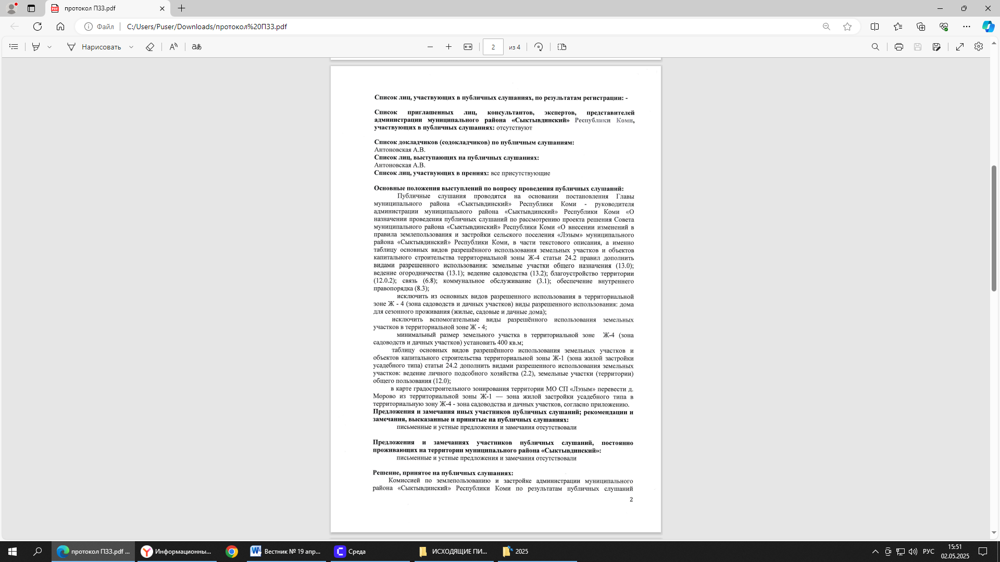 протокол ПЗЗ.pdf
Файл
C:/Users/Puser/Downloads/протокол%20ПЗЗ.pdf
Нарисовать
2 из 4
Список лиц, участвующих в публичных слушаниях, по результатам регистрации: -
Список приглашенных лиц, консультантов, экспертов, представителей
администрации муниципального района «Сыктывдинский» Республики Коми,
участвующих в публичных слушаниях: отсутствуют
Список докладчиков (содокладчиков) по публичным слушаниям:
Антоновская А.В.
Список лиц, выступающих на публичных слушаниях:
Антоновская А.В.
Список лиц, участвующих в прениях: все присутствующие
Основные положения выступлений по вопросу проведения публичных слушаний:
Публичные слушания проводятся на основании постановления Главы
муниципального района «Сыктывдинский» Республики Коми - руководителя
администрации муниципального района «Сыктывдинский» Республики Коми «О
назначении проведения публичных слушаний по рассмотрению проекта решения Совета
муниципального района «Сыктывдинский» Республики Коми «О внесении изменений в
правила землепользования и застройки сельского поселения «Лэзым» муниципального
района «Сыктывдинский» Республики Коми, в части текстового описания, а именно
таблицу основных видов разрешённого использования земельных участков и объектов
капитального строительства территориальной зоны Ж-4 статьи 24.2 правил дополнить
видами разрешенного использования: земельные участки общего назначения (13.0);
ведение огородничества (13.1); ведение садоводства (13.2); благоустройство территории
(12.0.2); связь (6.8); коммунальное обслуживание (3.1); обеспечение внутреннего
правопорядка (8.3);
исключить из основных видов разрешенного использования в территориальной
зоне Ж - 4 (зона садоводств и дачных участков) виды разрешенного использования: дома
для сезонного проживания (жилые, садовые и дачные дома);
исключить вспомогательные виды разрешённого использования земельных
участков в территориальной зоне Ж - 4;
минимальный размер земельного участка в территориальной зоне Ж-4 (зона
садоводств и дачных участков) установить 400 кв.м;
таблицу основных видов разрешённого использования земельных участков и
объектов капитального строительства территориальной зоны Ж-1 (зона жилой застройки
усадебного типа) статьи 24.2 дополнить видами разрешенного использования земельных
участков: ведение личного подсобного хозяйства (2.2), земельные участки (территории)
общего пользования (12.0);
в карте градостроительного зонирования территории МО СП «Лэзым» перевести д.
Морово из территориальной зоны Ж-1 — зона жилой застройки усадебного типа в
территориальную зону Ж-4 - зона садоводства и дачных участков, согласно приложению.
Предложения и замечания иных участников публичных слушаний; рекомендации и
замечания, высказанные и принятые на публичных слушаниях:
письменные и устные предложения и замечания отсутствовали
Предложения и замечаниях участников публичных слушаний, постоянно
проживающих на территории муниципального района «Сыктывдинский»:
письменные и устные предложения и замечания отсутствовали
Решение, принятое на публичных слушаниях:
Комиссией по землепользованию и застройке администрации муниципального
района «Сыктывдинский» Республики Коми по результатам публичных слушаний
2
протокол ПЗЗ.pdf ...
Информационны...
Вестник № 19 апр...
Среда
ИСХОДЯЩИЕ ПИ...
2025
РУС
15:51
02.05.2025